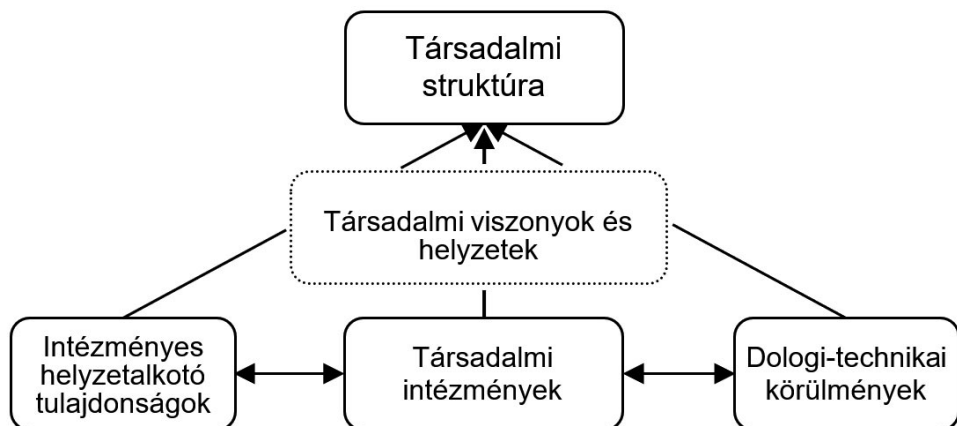 Társadalmi
struktúra
Társadalmi viszonyok és
helyzetek
Intézményes
helyzetalkotó
tulajdonságok
Társadalmi
intézmények
Dologi-technikai
körülmények